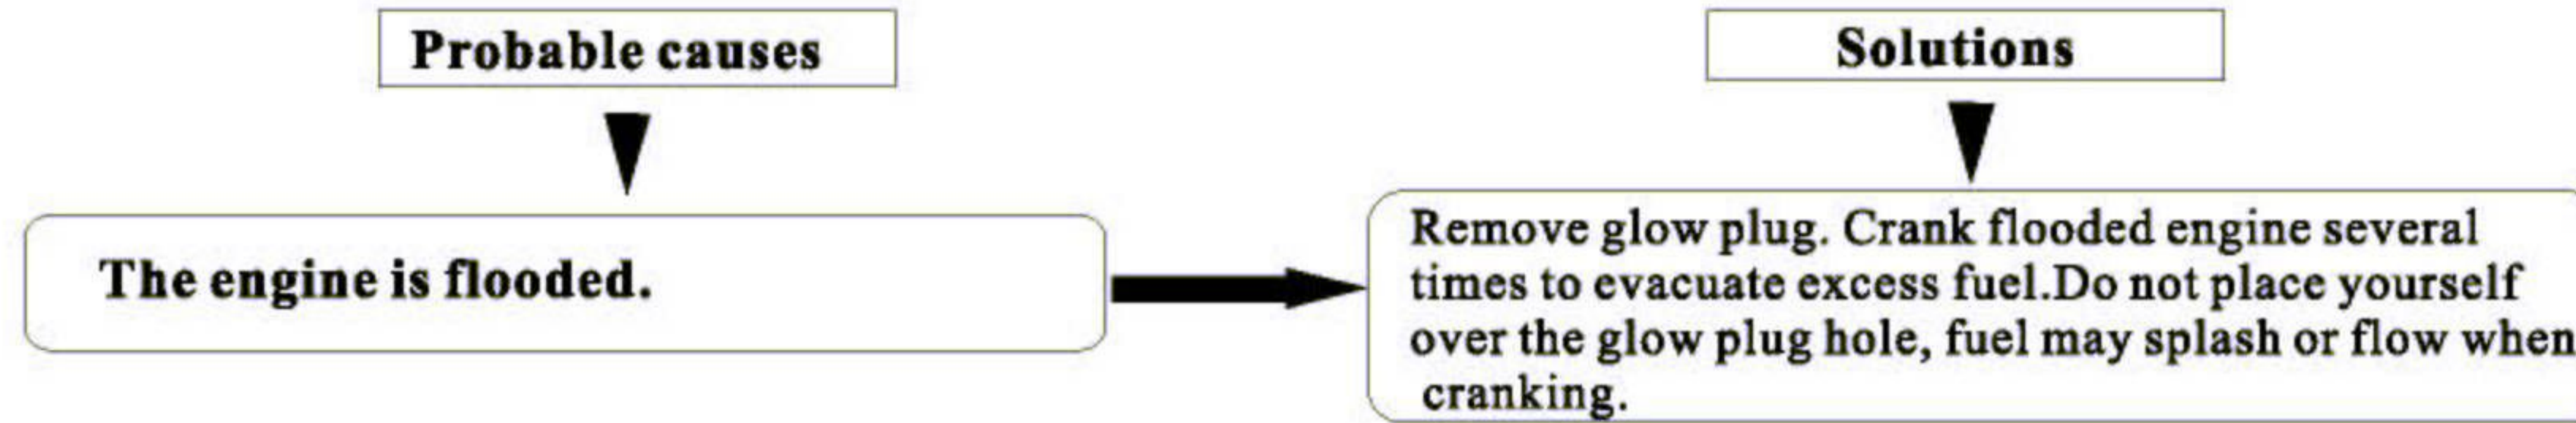 Probable causes
Solutions
The engine is flooded.
Remove glow plug. Crank flooded engine several
times to evacuate excess fuel.Do not place yourself
over the glow plug hole, fuel may splash or flow when
cranking.